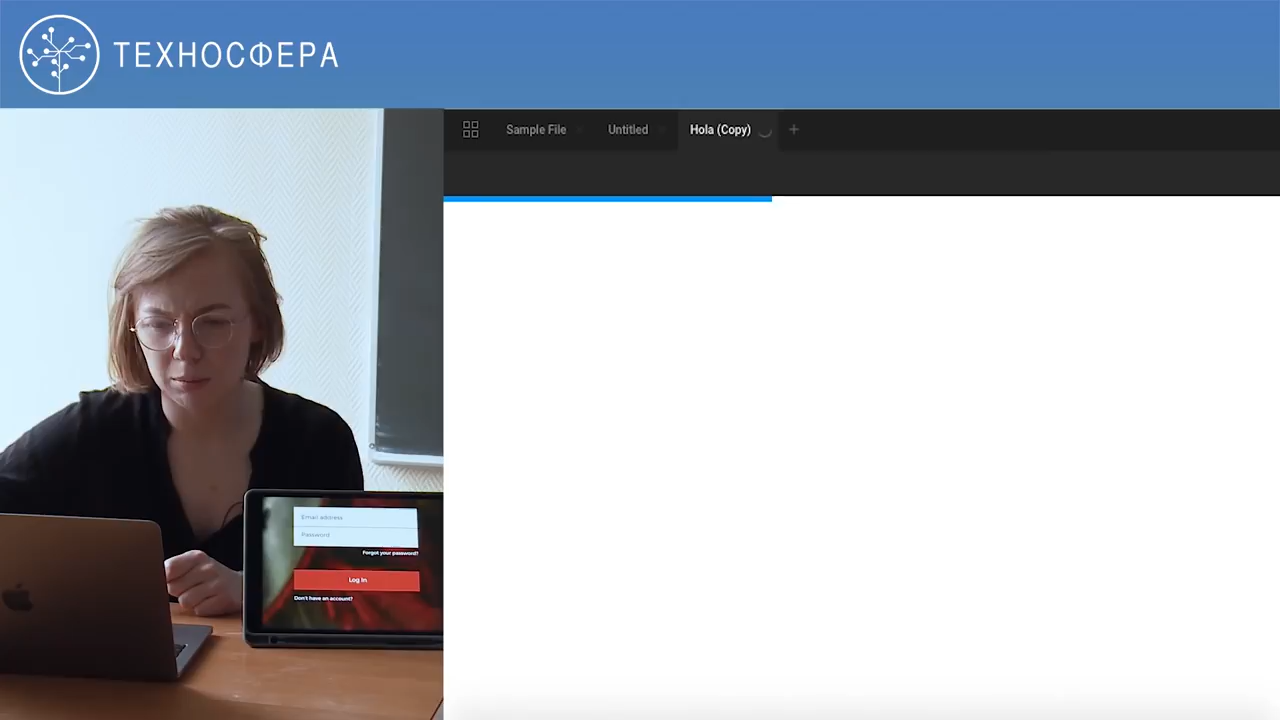 ТЕХНОСФЕРА
Sample File
Untitled
Hola (Copy)
Email address
Password
Forgot your password?
Log In
Don't have an account?